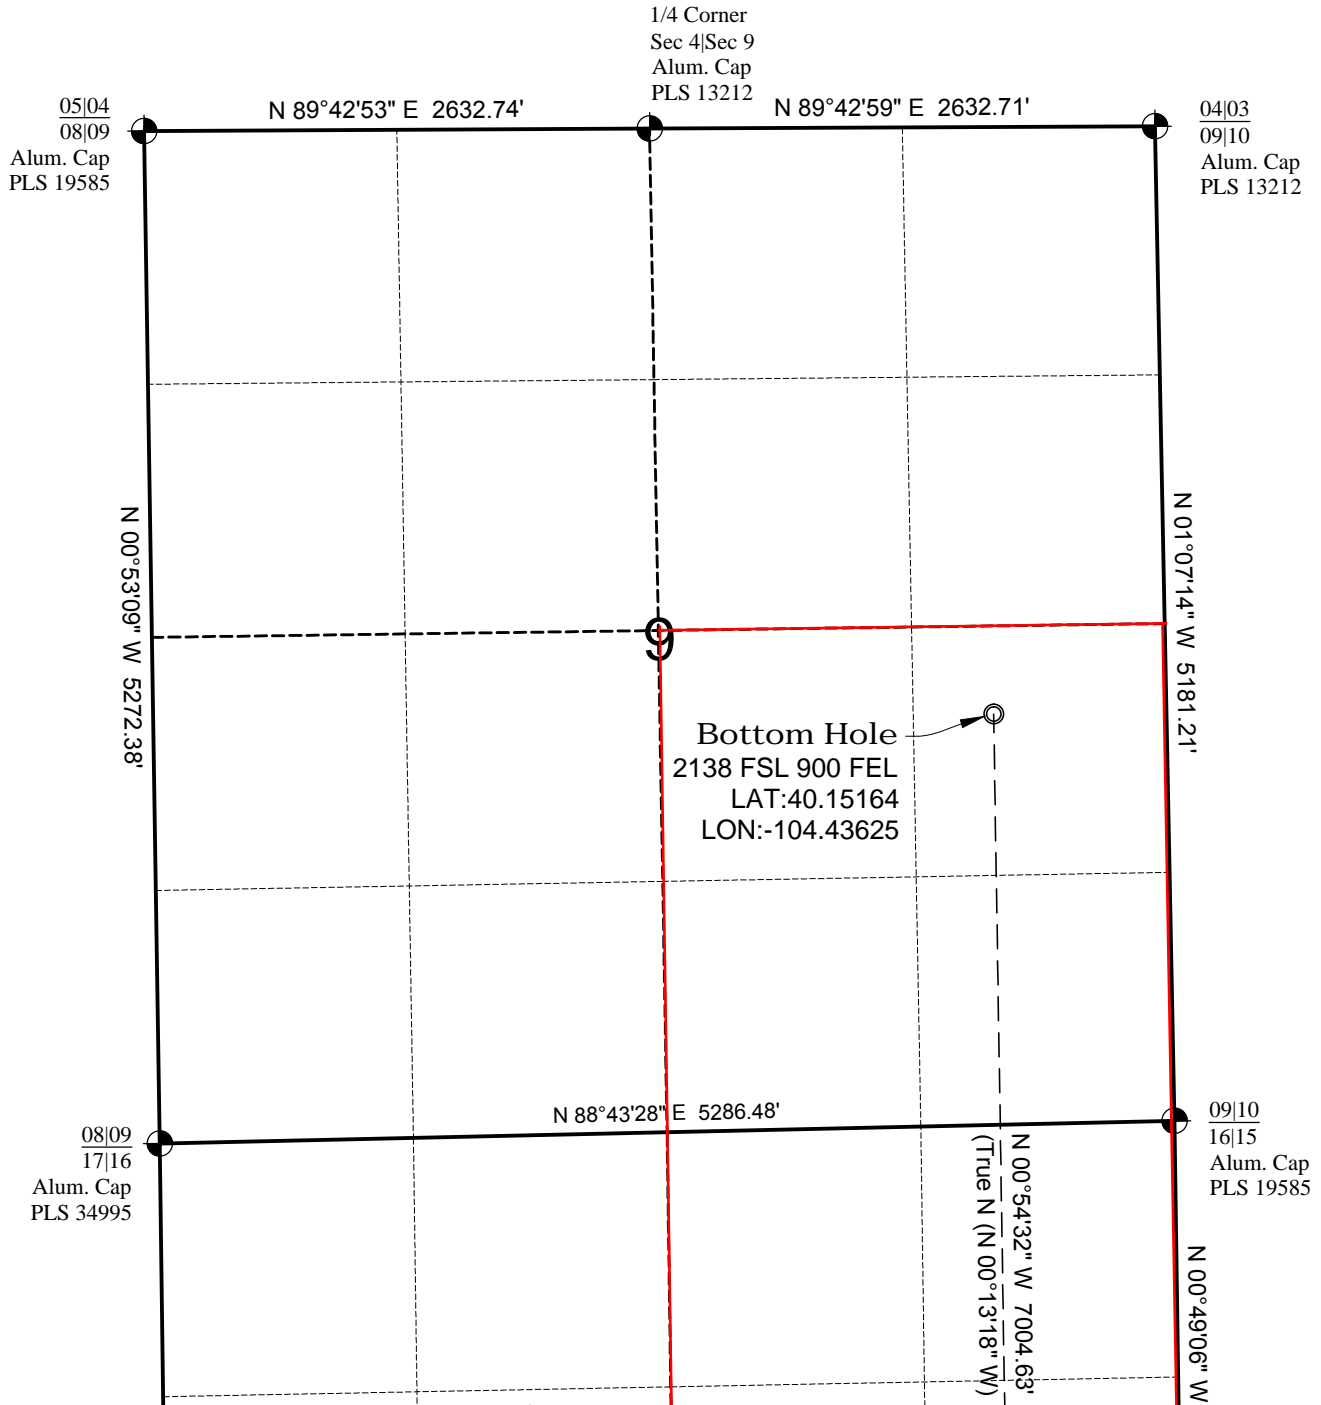 1/4 Corner
Sec 4|Sec 9
Alum. Cap
PLS 13212
05|04
08|09
Alum. Cap
PLS 19585
N 89°42'53" E 2632.74'
N 89°42'59" E 2632.71'
04|03
09|10
Alum. Cap
PLS 13212
N 00°53'09" W 5272.38'
N 01°07'14" W 5181.21'
9
Bottom Hole
2138 FSL 900 FEL
LAT:40.15164
LON:-104.43625
N 88°43'28" E 5286.48'
08|09
17|16
Alum. Cap
PLS 34995
09|10
16|15
Alum. Cap
PLS 19585
N 00°54'32" W 7004.63'
(True N (N 00°13'18" W)
N 00°49'06" W